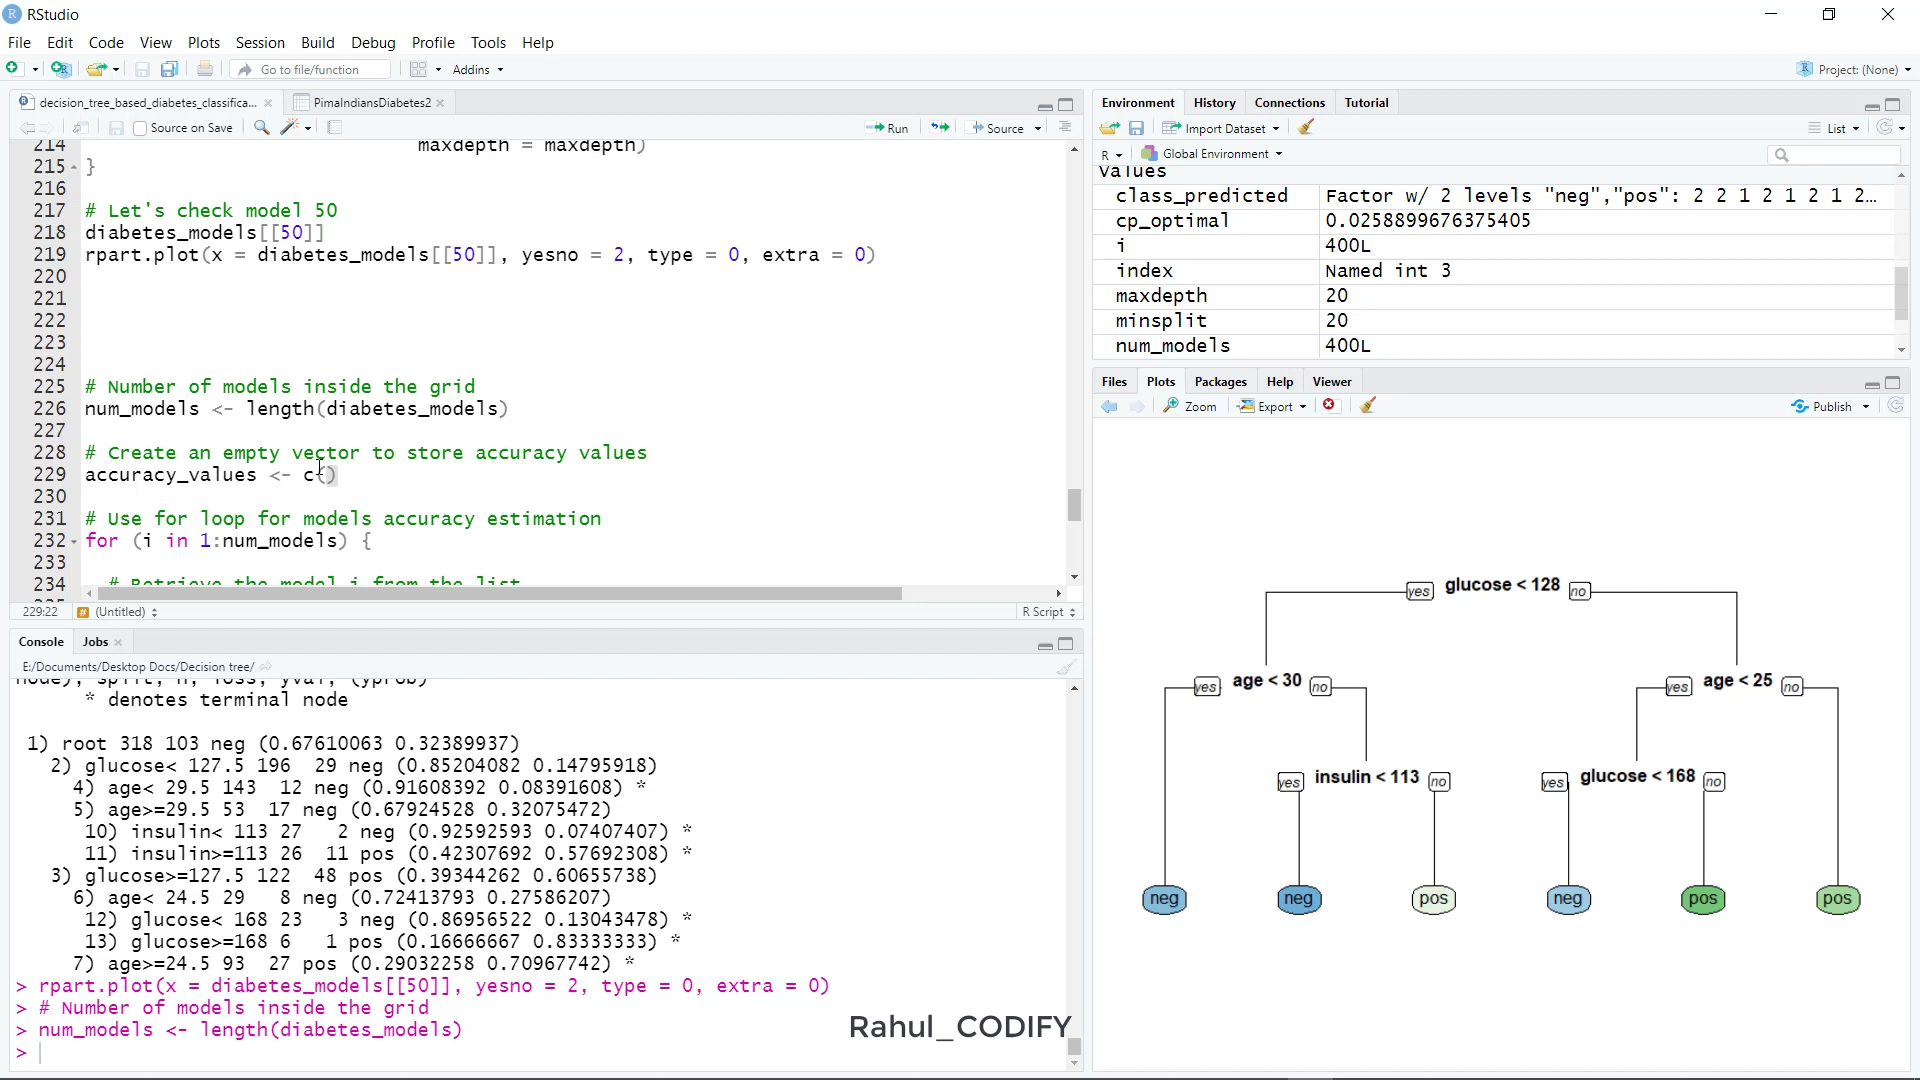 RStudio
File Edit Code View Plots Session Build Debug Profile Tools Help
Go to file/function Addins Project: (None)
decision_tree_based_diabetes_classifica... PimaIndiansDiabetes2
Source on Save Run Source
214 maxdepth = maxdepth)
215 }
216
217 # Let's check model 50
218 diabetes_models[[50]]
219 rpart.plot(x = diabetes_models[[50]], yesno = 2, type = 0, extra = 0)
220
221
222
223
224
225 # Number of models inside the grid
226 num_models <- length(diabetes_models)
227
228 # Create an empty vector to store accuracy values
229 accuracy_values <- c()
230
231 # Use for loop for models accuracy estimation
232 for (i in 1:num_models) {
233
234 # Retrieve the model i from the list
229:22 (Untitled) R Script
Console Jobs
E:/Documents/Desktop Docs/Decision tree/
node), split, n, loss, yval, (yprob)
* denotes terminal node
1) root 318 103 neg (0.67610063 0.32389937)
2) glucose< 127.5 196 29 neg (0.85204082 0.14795918)
4) age< 29.5 143 12 neg (0.91608392 0.08391608) *
5) age>=29.5 53 17 neg (0.67924528 0.32075472)
10) insulin< 113 27 2 neg (0.92592593 0.07407407) *
11) insulin>=113 26 11 pos (0.42307692 0.57692308) *
3) glucose>=127.5 122 48 pos (0.39344262 0.60655738)
6) age< 24.5 29 8 neg (0.72413793 0.27586207)
12) glucose< 168 23 3 neg (0.86956522 0.13043478) *
13) glucose>=168 6 1 pos (0.16666667 0.83333333) *
7) age>=24.5 93 27 pos (0.29032258 0.70967742) *
> rpart.plot(x = diabetes_models[[50]], yesno = 2, type = 0, extra = 0)
> # Number of models inside the grid
> num_models <- length(diabetes_models)
>
Rahul_CODIFY
Environment History Connections Tutorial
Import Dataset List
R Global Environment
Values
class_predicted Factor w/ 2 levels "neg","pos": 2 2 1 2 1 2 1 2…
cp_optimal 0.0258899676375405
i 400L
index Named int 3
maxdepth 20
minsplit 20
num_models 400L
Files Plots Packages Help Viewer
Zoom Export Publish
yes glucose < 128 no
yes age < 30 no yes age < 25 no
yes insulin < 113 no yes glucose < 168 no
neg neg pos neg pos pos